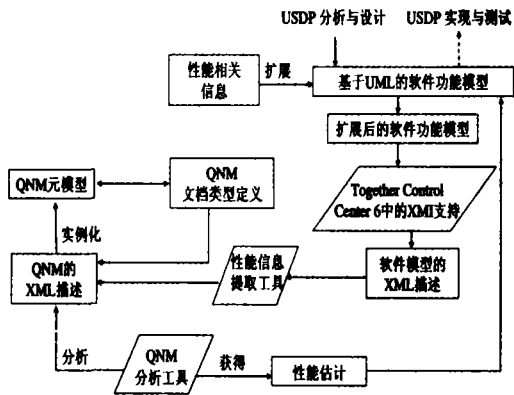 USDP 分析与设计
USDP 实现与测试
性能相关
信息
扩展
基于UML的软件功能模型
扩展后的软件功能模型
QNM元模型
QNM
文档类型定义
Together Control
Center 6中的XMI支持
实例化
QNM的
XML描述
性能信息
提取工具
软件模型的
XML描述
分析
QNM
分析工具
获得
性能估计